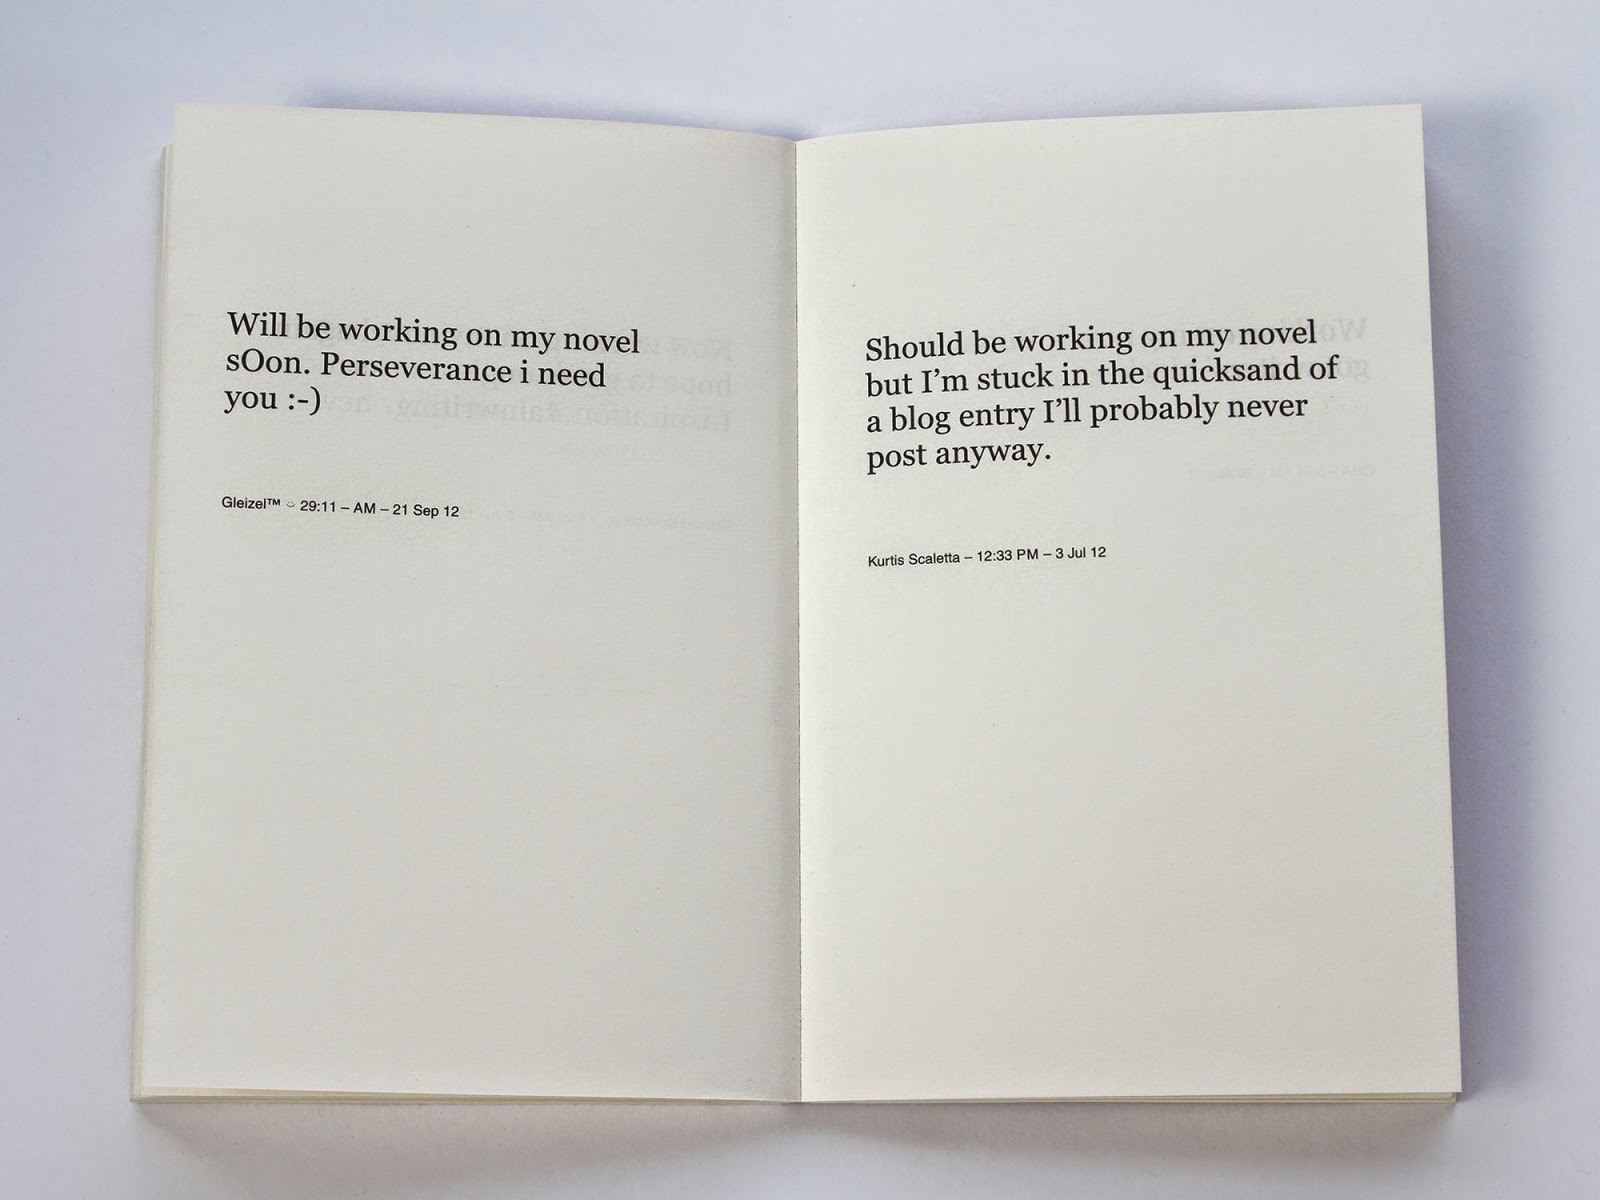 Will be working on my novel
sOon. Perseverance i need
you :-)
Gleizel™ ت 29:11 – AM – 21 Sep 12
Should be working on my novel
but I’m stuck in the quicksand of
a blog entry I’ll probably never
post anyway.
Kurtis Scaletta – 12:33 PM – 3 Jul 12